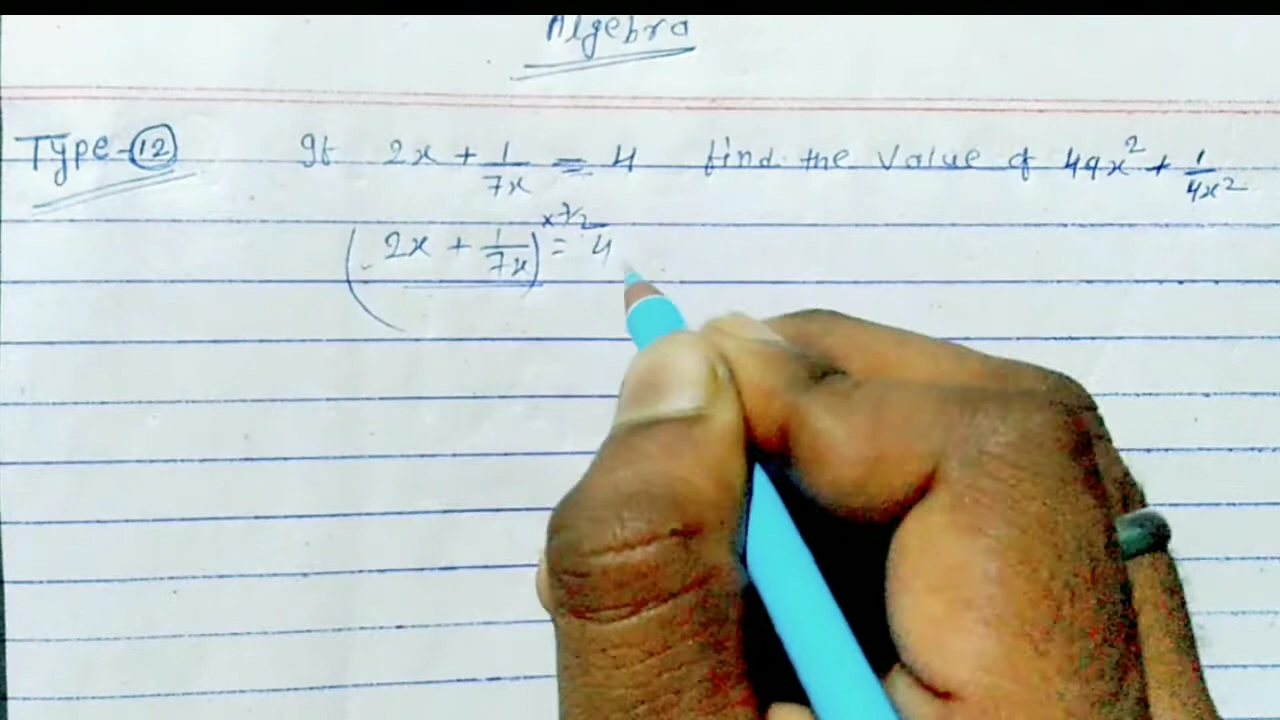 Algebra
Type-12 If 2x + 1/7x = 4 find the Value of 49x² + 1/4x²
(2x + 1/7x)×7/2 = 4